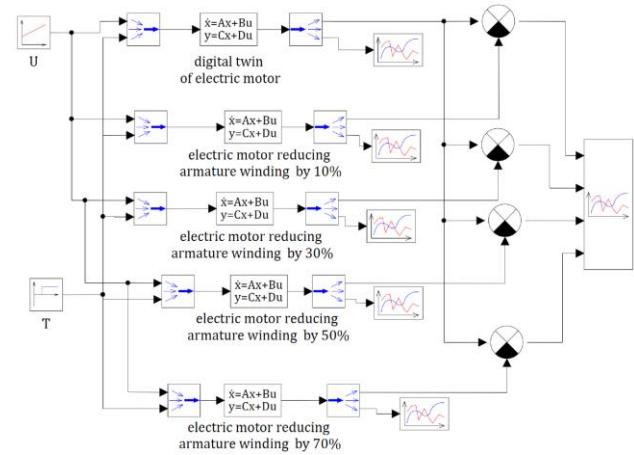 ẋ=Ax+Bu
y=Cx+Du
U
digital twin
of electric motor
ẋ=Ax+Bu
y=Cx+Du
electric motor reducing
armature winding by 10%
ẋ=Ax+Bu
y=Cx+Du
electric motor reducing
armature winding by 30%
ẋ=Ax+Bu
y=Cx+Du
T
electric motor reducing
armature winding by 50%
ẋ=Ax+Bu
y=Cx+Du
electric motor reducing
armature winding by 70%